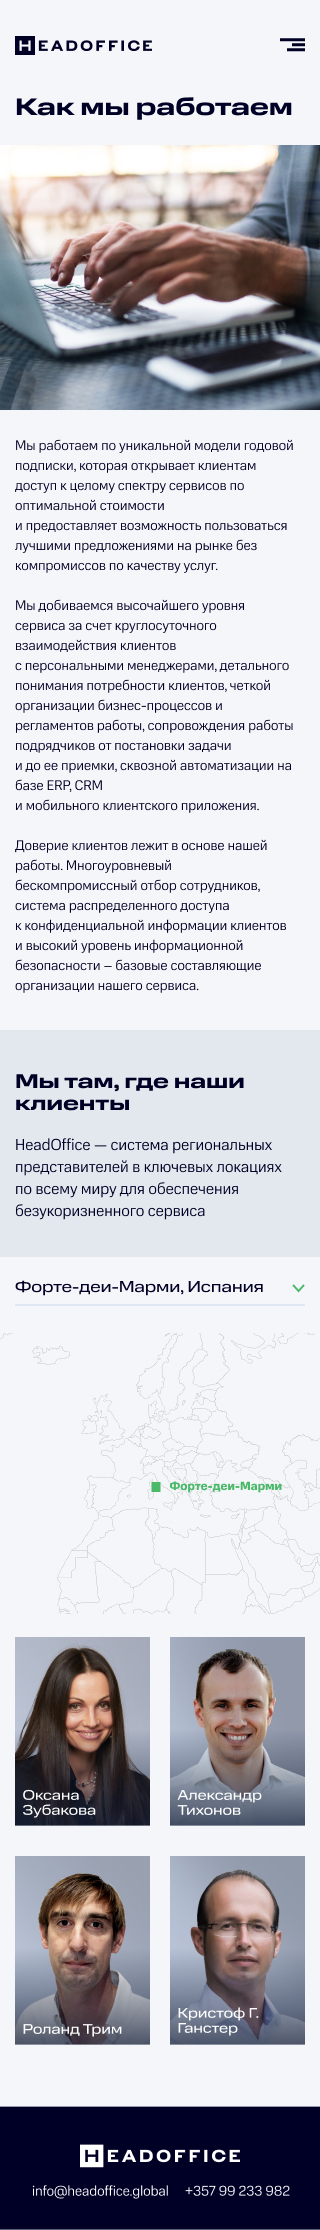 HEADOFFICE
Как мы работаем
Мы работаем по уникальной модели годовой
подписки, которая открывает клиентам
доступ к целому спектру сервисов по
оптимальной стоимости
и предоставляет возможность пользоваться
лучшими предложениями на рынке без
компромиссов по качеству услуг.
Мы добиваемся высочайшего уровня
сервиса за счет круглосуточного
взаимодействия клиентов
с персональными менеджерами, детального
понимания потребности клиентов, четкой
организации бизнес-процессов и
регламентов работы, сопровождения работы
подрядчиков от постановки задачи
и до ее приемки, сквозной автоматизации на
базе ERP, CRM
и мобильного клиентского приложения.
Доверие клиентов лежит в основе нашей
работы. Многоуровневый
бескомпромиссный отбор сотрудников,
система распределенного доступа
к конфиденциальной информации клиентов
и высокий уровень информационной
безопасности – базовые составляющие
организации нашего сервиса.
Мы там, где наши
клиенты
HeadOffice — система региональных
представителей в ключевых локациях
по всему миру для обеспечения
безукоризненного сервиса
Форте-деи-Марми, Испания
Форте-деи-Марми
Оксана
Зубакова
Александр
Тихонов
Роланд Трим
Кристоф Г.
Ганстер
HEADOFFICE
info@headoffice.global +357 99 233 982